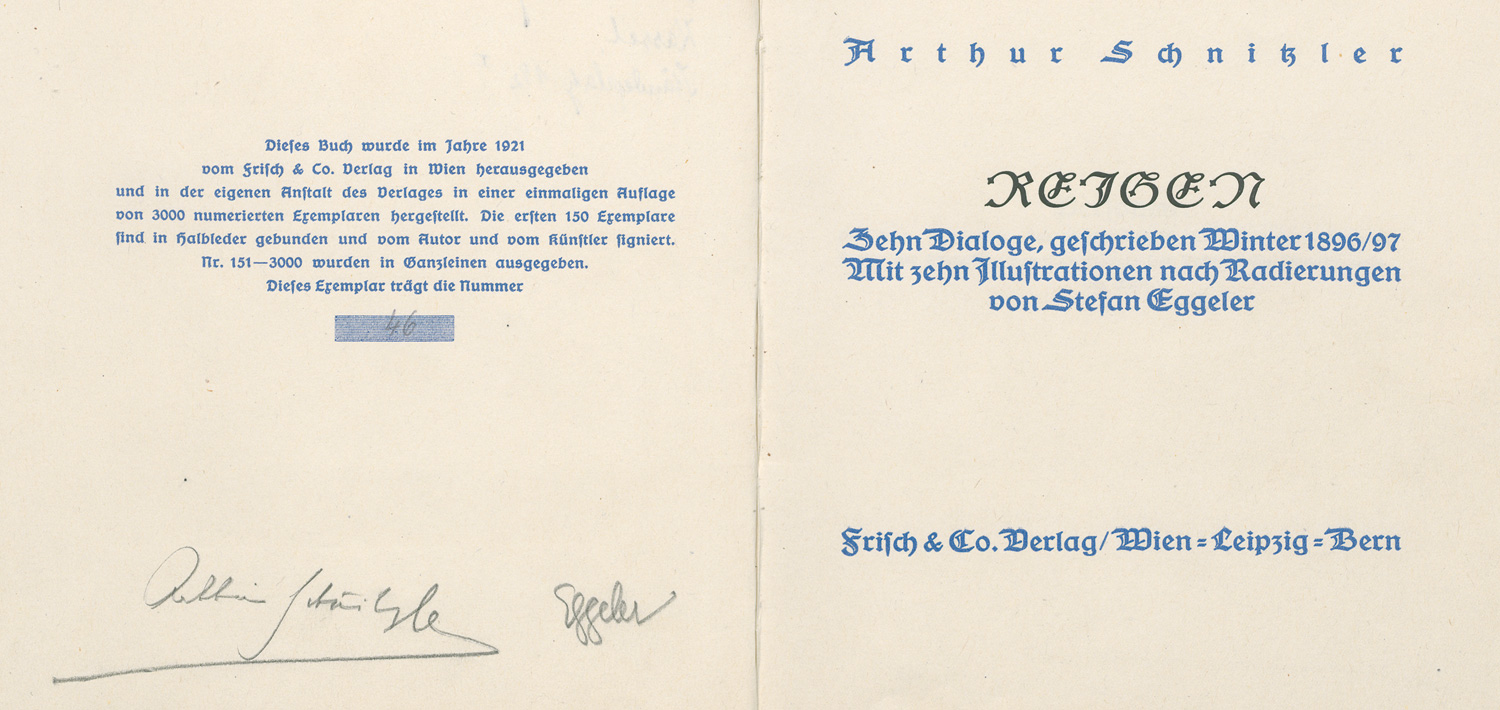 Dieses Buch wurde im Jahre 1921
vom Frisch & Co. Verlag in Wien herausgegeben
und in der eigenen Anstalt des Verlages in einer einmaligen Auflage
von 3000 numerierten Exemplaren hergestellt. Die ersten 150 Exemplare
sind in Halbleder gebunden und vom Autor und vom Künstler signiert.
Nr. 151—3000 wurden in Ganzleinen ausgegeben.
Dieses Exemplar trägt die Nummer
46
Arthur Schnitzler
Eggeler
Arthur Schnitzler
REIGEN
Zehn Dialoge, geschrieben Winter 1896/97
Mit zehn Illustrationen nach Radierungen
von Stefan Eggeler
Frisch & Co. Verlag/Wien=Leipzig=Bern